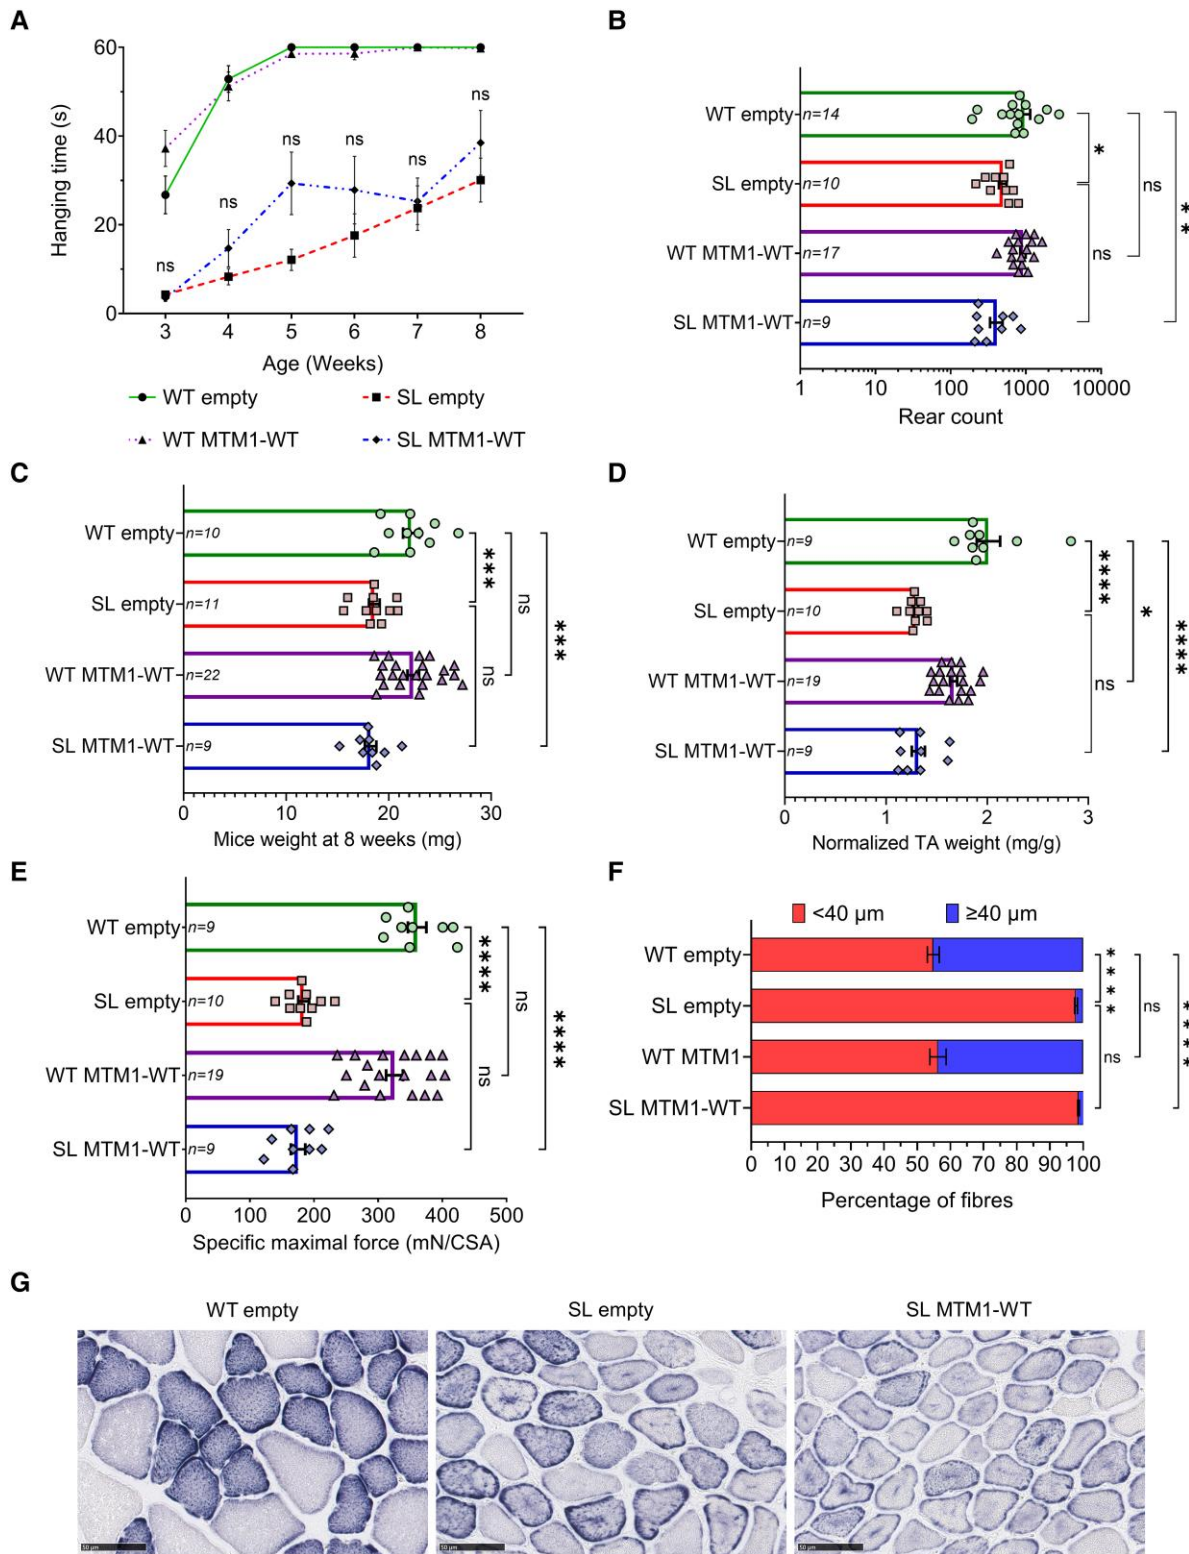 A
60
40
20
0
Hanging time (s)
ns
ns
ns
ns
ns
ns
3 4 5 6 7 8
Age (Weeks)
WT empty
SL empty
WT MTM1-WT
SL MTM1-WT
B
WT empty n=14
SL empty n=10
WT MTM1-WT n=17
SL MTM1-WT n=9
*
ns
ns
**
1 10 100 1000 10000
Rear count
C
WT empty n=10
SL empty n=11
WT MTM1-WT n=22
SL MTM1-WT n=9
***
ns
ns
***
0 10 20 30
Mice weight at 8 weeks (mg)
D
WT empty n=9
SL empty n=10
WT MTM1-WT n=19
SL MTM1-WT n=9
****
ns
*
****
0 1 2 3
Normalized TA weight (mg/g)
E
WT empty n=9
SL empty n=10
WT MTM1-WT n=19
SL MTM1-WT n=9
****
ns
ns
****
0 100 200 300 400 500
Specific maximal force (mN/CSA)
F
<40 µm ≥40 µm
WT empty
SL empty
WT MTM1
SL MTM1-WT
****
ns
ns
****
0 10 20 30 40 50 60 70 80 90 100
Percentage of fibres
G
WT empty
SL empty
SL MTM1-WT
50 µm
50 µm
50 µm